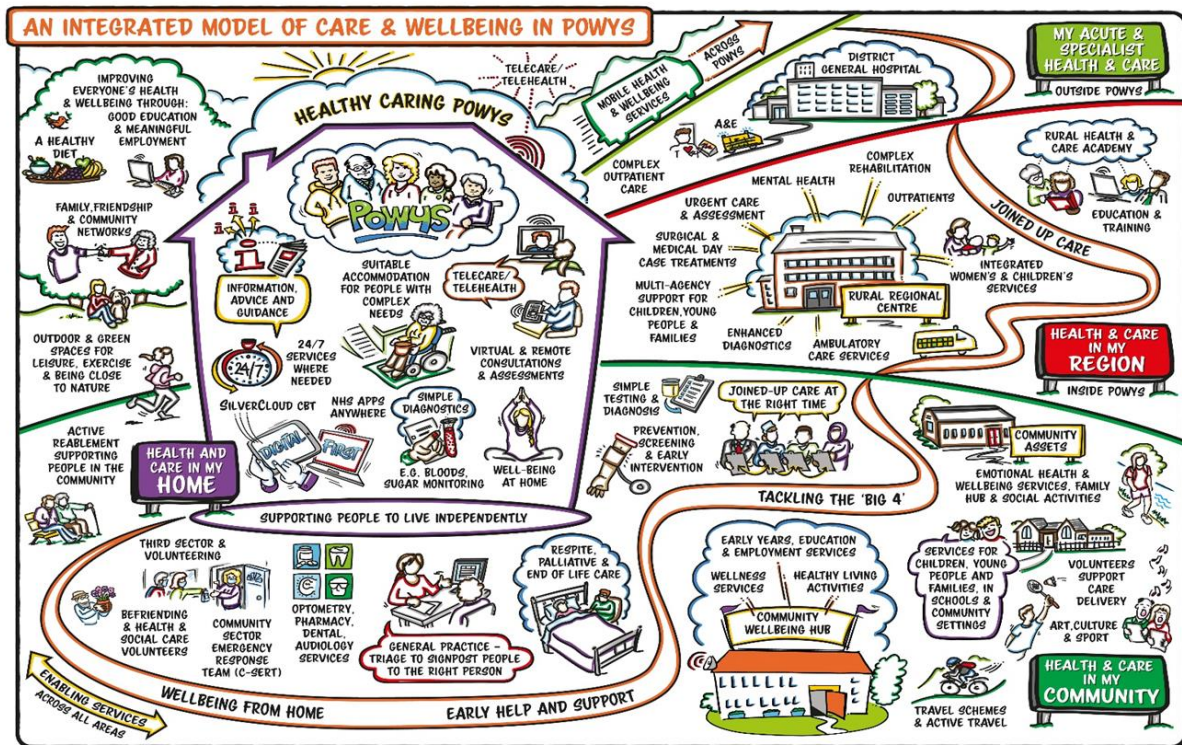 AN INTEGRATED MODEL OF CARE & WELLBEING IN POWYS
IMPROVING
EVERYONE'S HEALTH
& WELLBEING THROUGH:
GOOD EDUCATION
& MEANINGFUL
EMPLOYMENT
A HEALTHY
DIET
FAMILY, FRIENDSHIP
& COMMUNITY
NETWORKS
OUTDOOR & GREEN
SPACES FOR
LEISURE, EXERCISE
& BEING CLOSE
TO NATURE
ACTIVE
REABLEMENT
SUPPORTING
PEOPLE IN THE
COMMUNITY
HEALTHY CARING POWYS
TELECARE/
TELEHEALTH
POWYS
i i i
i
INFORMATION,
ADVICE AND
GUIDANCE
SUITABLE
ACCOMMODATION
FOR PEOPLE WITH
COMPLEX
NEEDS
TELECARE/
TELEHEALTH
24/7
24/7
SERVICES
WHERE
NEEDED
VIRTUAL & REMOTE
CONSULTATIONS
& ASSESSMENTS
SILVERCLOUD CBT
NHS APPS
ANYWHERE
DIGITAL
FIRST
SIMPLE
DIAGNOSTICS
E.G. BLOODS,
SUGAR MONITORING
WELL-BEING
AT HOME
HEALTH AND
CARE IN MY
HOME
SUPPORTING PEOPLE TO LIVE INDEPENDENTLY
MOBILE HEALTH
& WELLBEING
SERVICES
ACROSS
POWYS
DISTRICT
GENERAL HOSPITAL
A&E
COMPLEX
OUTPATIENT
CARE
MY ACUTE &
SPECIALIST
HEALTH & CARE
OUTSIDE POWYS
RURAL HEALTH &
CARE ACADEMY
EDUCATION &
TRAINING
JOINED UP CARE
MENTAL HEALTH
COMPLEX
REHABILITATION
OUTPATIENTS
URGENT CARE
& ASSESSMENT
SURGICAL &
MEDICAL DAY
CASE TREATMENTS
MULTI-AGENCY
SUPPORT FOR
CHILDREN, YOUNG
PEOPLE &
FAMILIES
INTEGRATED
WOMEN'S & CHILDREN'S
SERVICES
RURAL REGIONAL
CENTRE
ENHANCED
DIAGNOSTICS
AMBULATORY
CARE SERVICES
HEALTH & CARE
IN MY
REGION
INSIDE POWYS
SIMPLE
TESTING &
DIAGNOSIS
JOINED-UP CARE AT
THE RIGHT TIME
PREVENTION,
SCREENING
& EARLY
INTERVENTION
TACKLING THE 'BIG 4'
COMMUNITY
ASSETS
EMOTIONAL HEALTH &
WELLBEING SERVICES, FAMILY
HUB & SOCIAL ACTIVITIES
THIRD SECTOR &
VOLUNTEERING
BEFRIENDING
& HEALTH &
SOCIAL CARE
VOLUNTEERS
COMMUNITY
SECTOR
EMERGENCY
RESPONSE
TEAM (C-SERT)
OPTOMETRY,
PHARMACY,
DENTAL,
AUDIOLOGY
SERVICES
GENERAL PRACTICE –
TRIAGE TO SIGNPOST PEOPLE
TO THE RIGHT PERSON
RESPITE,
PALLIATIVE &
END OF LIFE CARE
EARLY YEARS, EDUCATION
& EMPLOYMENT SERVICES
WELLNESS
SERVICES
HEALTHY LIVING
ACTIVITIES
COMMUNITY
WELLBEING HUB
SERVICES FOR
CHILDREN, YOUNG
PEOPLE AND
FAMILIES, IN
SCHOOLS &
COMMUNITY
SETTINGS
VOLUNTEERS
SUPPORT
CARE
DELIVERY
ART, CULTURE
& SPORT
TRAVEL SCHEMES
& ACTIVE TRAVEL
HEALTH & CARE
IN MY
COMMUNITY
ENABLING SERVICES
ACROSS ALL AREAS
WELLBEING FROM HOME
EARLY HELP AND SUPPORT